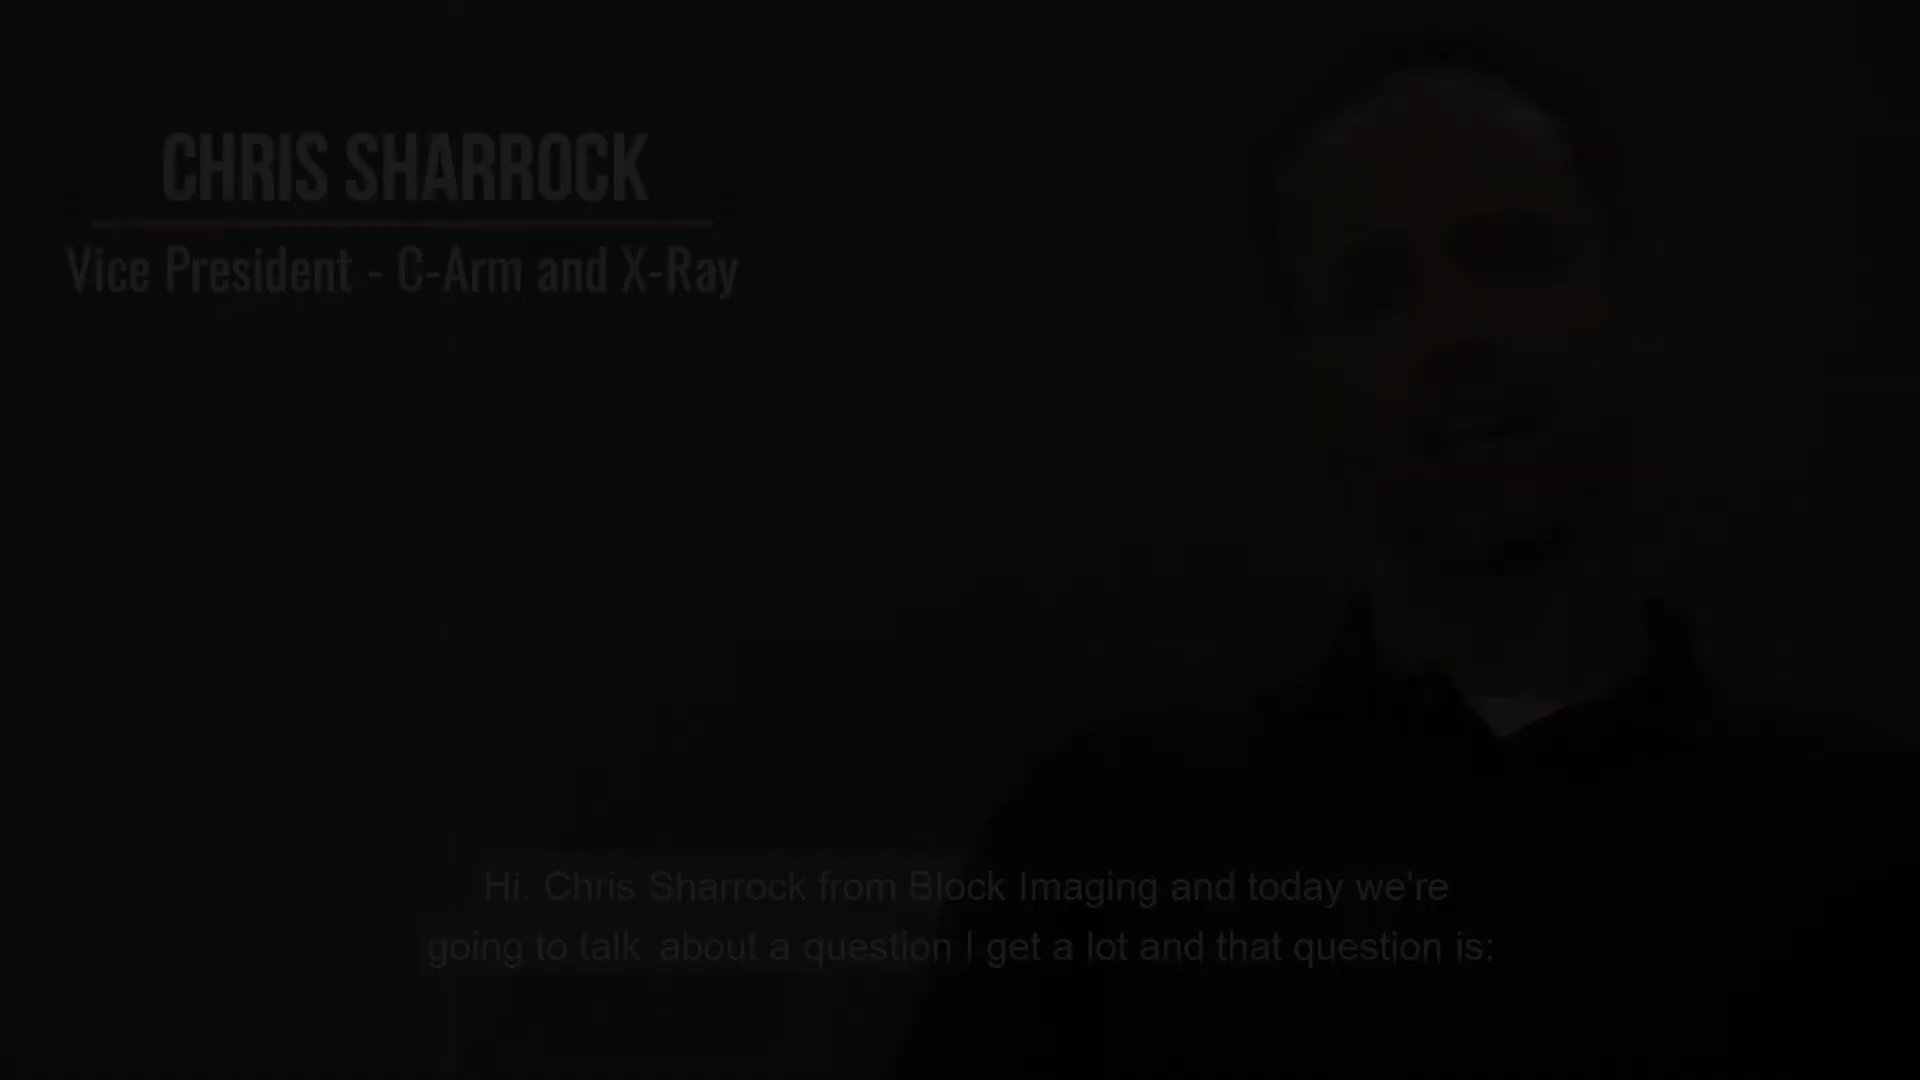 CHRIS SHARROCK
Vice President - C-Arm and X-Ray
Hi. Chris Sharrock from Block Imaging and today we're
going to talk about a question I get a lot and that question is: